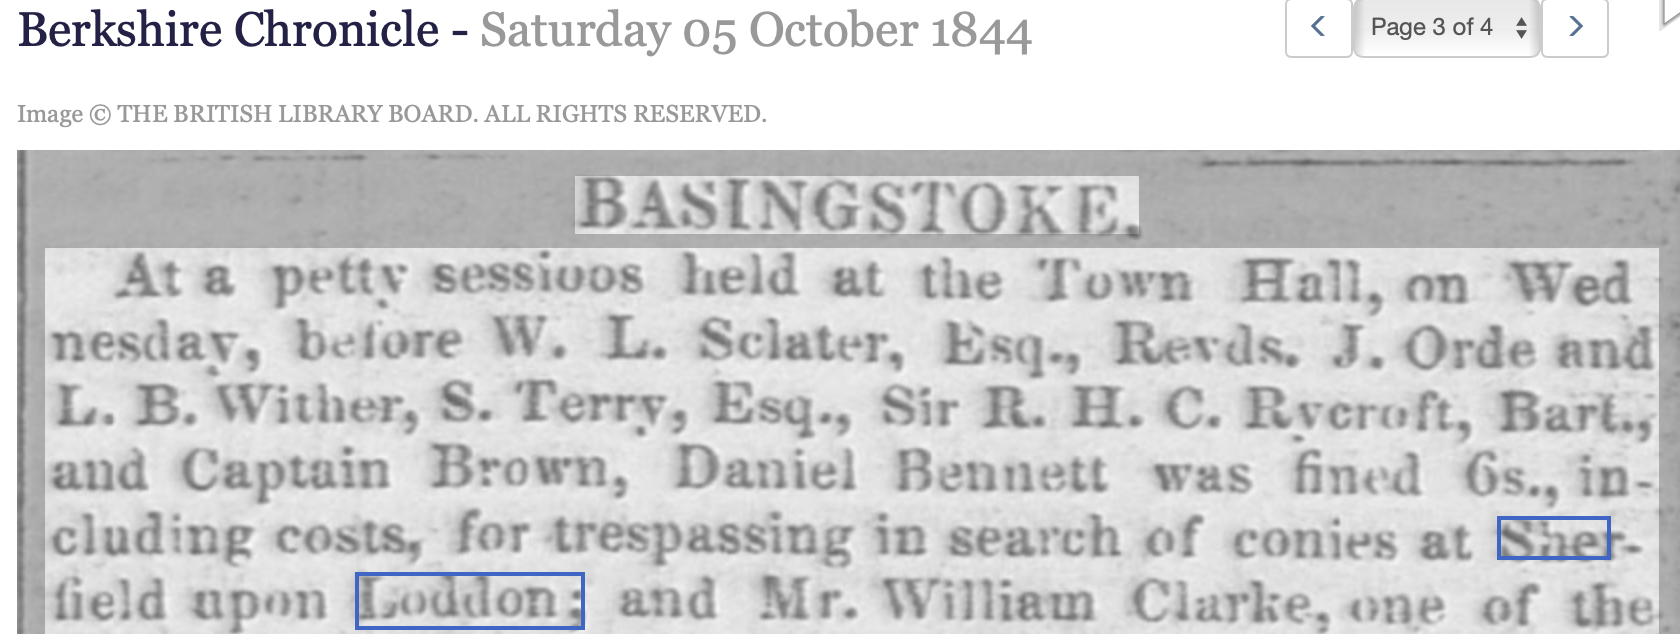 Berkshire Chronicle - Saturday 05 October 1844
Page 3 of 4
Image © THE BRITISH LIBRARY BOARD. ALL RIGHTS RESERVED.
BASINGSTOKE.
At a petty sessioos held at the Town Hall, on Wed
nesday, before W. L. Sclater, Esq., Revds. J. Orde and
L. B. Wither, S. Terry, Esq., Sir R. H. C. Rycroft, Bart.,
and Captain Brown, Daniel Bennett was fined 6s., in-
cluding costs, for trespassing in search of conies at Sher-
field upon Loddon; and Mr. William Clarke, one of the